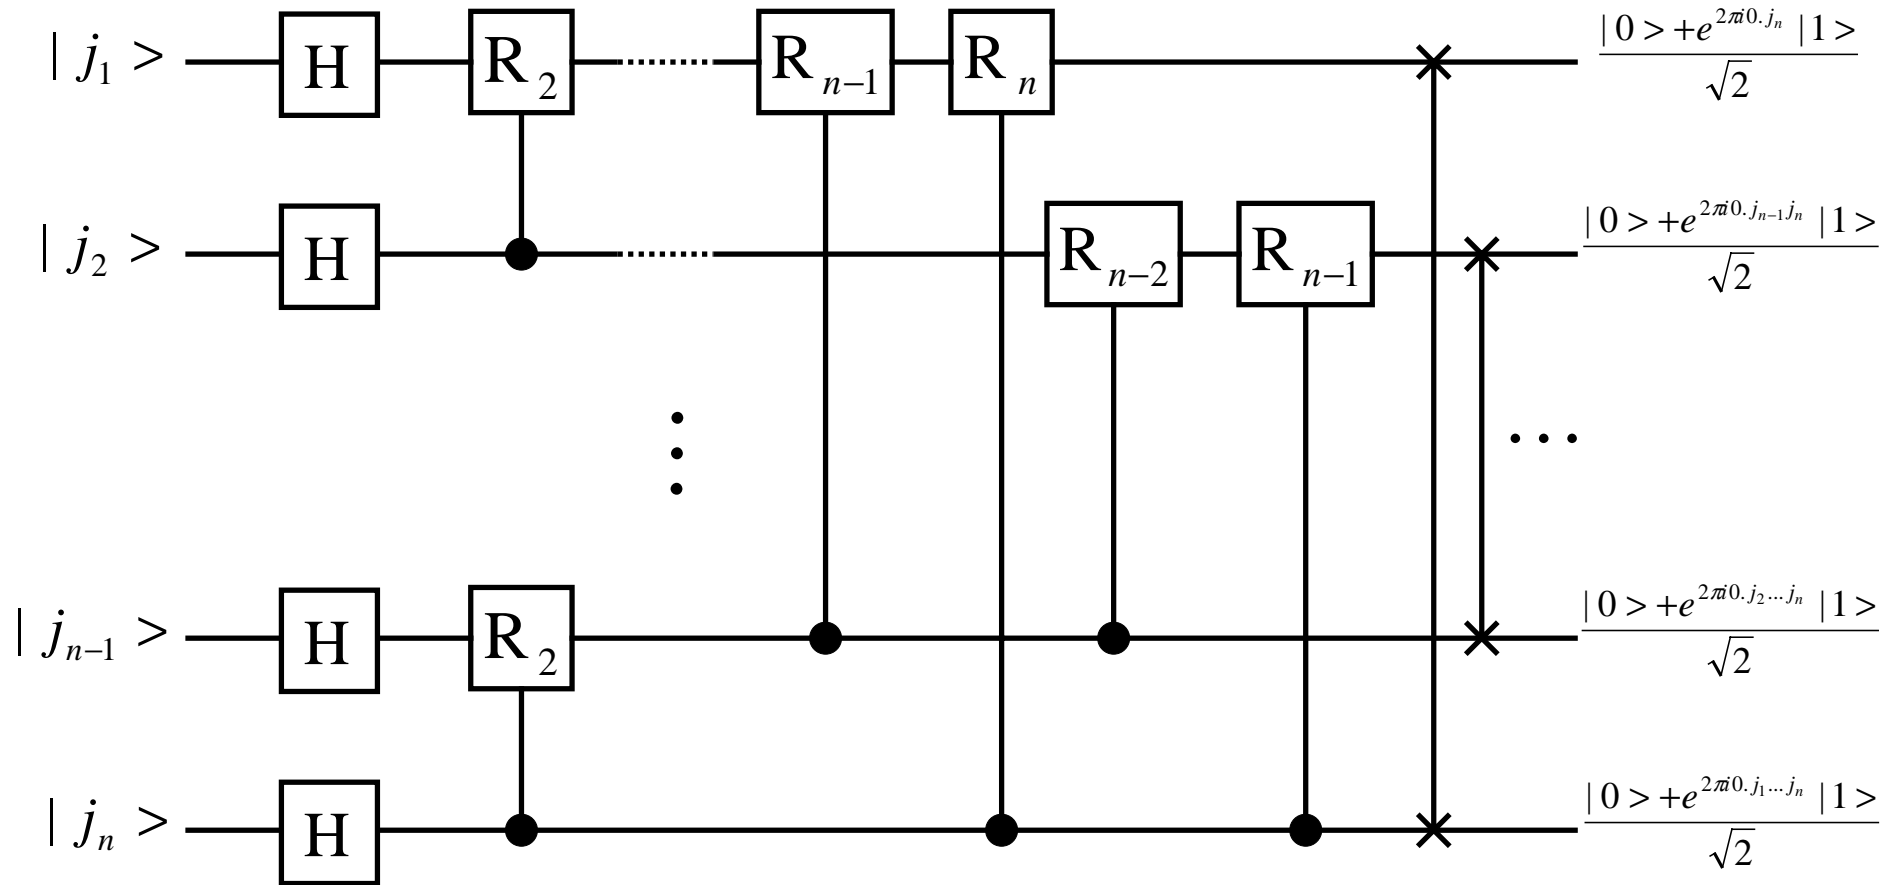 | j₁ > H R₂ Rₙ₋₁ Rₙ (| 0 > +e^{2πi0.jₙ} | 1 >)/√2
| j₂ > H Rₙ₋₂ Rₙ₋₁ (| 0 > +e^{2πi0.jₙ₋₁jₙ} | 1 >)/√2
| jₙ₋₁ > H R₂ (| 0 > +e^{2πi0.j₂...jₙ} | 1 >)/√2
| jₙ > H (| 0 > +e^{2πi0.j₁...jₙ} | 1 >)/√2